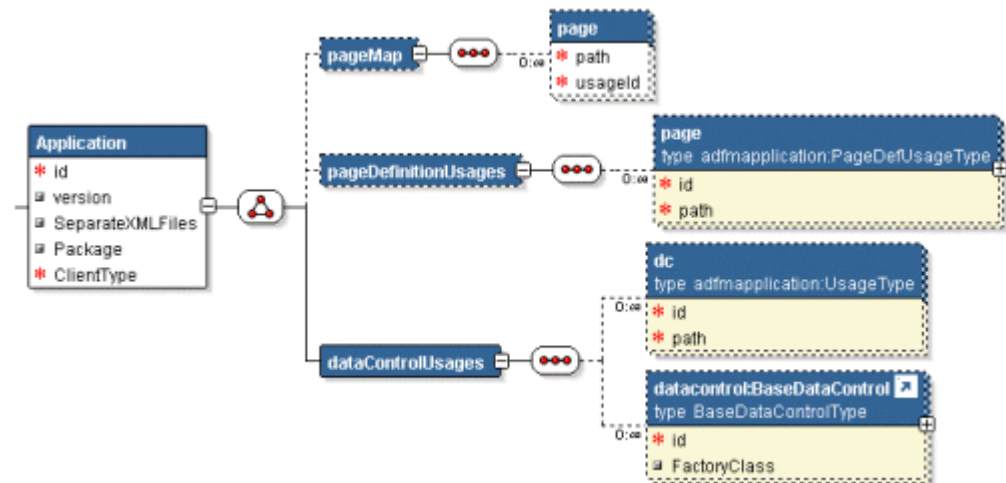 page
path
usageId
pageMap
0:∞
Application
id
version
SeparateXMLFiles
Package
ClientType
page
type adfmapplication:PageDefUsageType
id
path
pageDefinitionUsages
0:∞
dc
type adfmapplication:UsageType
id
path
0:∞
dataControlUsages
datacontrol:BaseDataControl
type BaseDataControlType
id
FactoryClass
0:∞